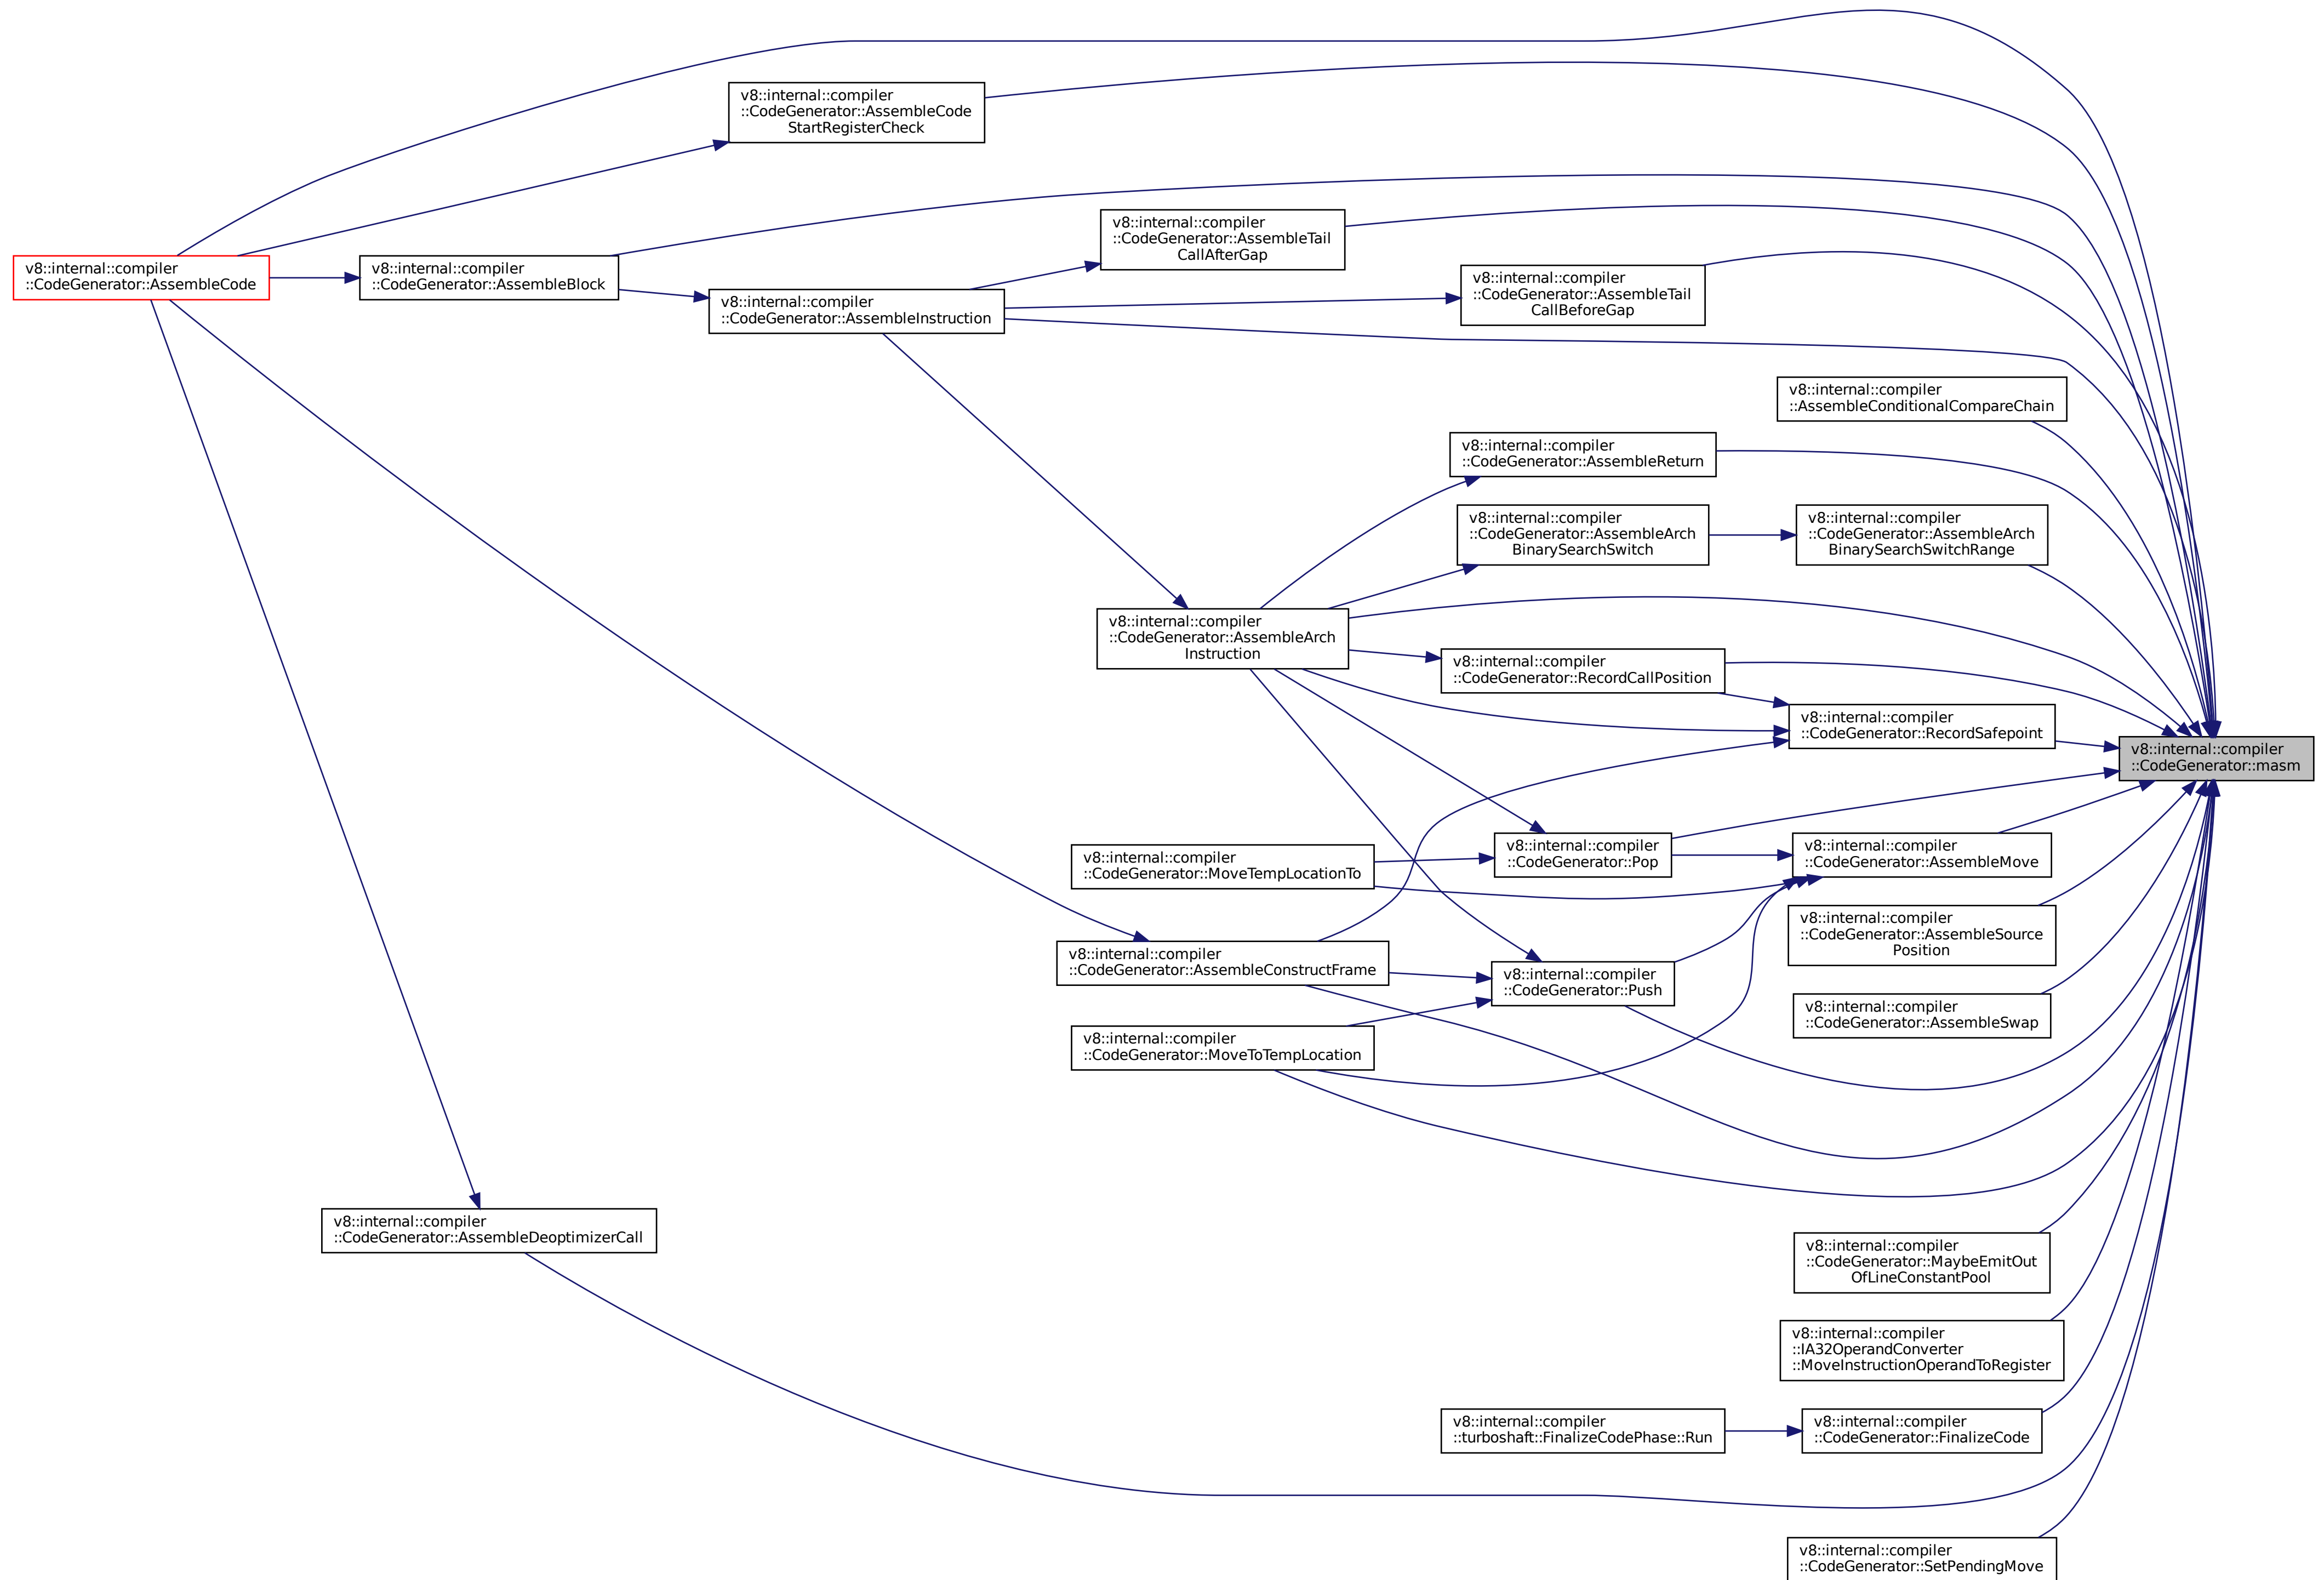 v8::internal::compiler
::CodeGenerator::AssembleCode
StartRegisterCheck
v8::internal::compiler
::CodeGenerator::AssembleTail
CallAfterGap
v8::internal::compiler
::CodeGenerator::AssembleCode
v8::internal::compiler
::CodeGenerator::AssembleBlock
v8::internal::compiler
::CodeGenerator::AssembleInstruction
v8::internal::compiler
::CodeGenerator::AssembleTail
CallBeforeGap
v8::internal::compiler
::AssembleConditionalCompareChain
v8::internal::compiler
::CodeGenerator::AssembleReturn
v8::internal::compiler
::CodeGenerator::AssembleArch
BinarySearchSwitch
v8::internal::compiler
::CodeGenerator::AssembleArch
BinarySearchSwitchRange
v8::internal::compiler
::CodeGenerator::AssembleArch
Instruction
v8::internal::compiler
::CodeGenerator::RecordCallPosition
v8::internal::compiler
::CodeGenerator::RecordSafepoint
v8::internal::compiler
::CodeGenerator::masm
v8::internal::compiler
::CodeGenerator::MoveTempLocationTo
v8::internal::compiler
::CodeGenerator::Pop
v8::internal::compiler
::CodeGenerator::AssembleMove
v8::internal::compiler
::CodeGenerator::AssembleSource
Position
v8::internal::compiler
::CodeGenerator::AssembleConstructFrame
v8::internal::compiler
::CodeGenerator::Push
v8::internal::compiler
::CodeGenerator::AssembleSwap
v8::internal::compiler
::CodeGenerator::MoveToTempLocation
v8::internal::compiler
::CodeGenerator::AssembleDeoptimizerCall
v8::internal::compiler
::CodeGenerator::MaybeEmitOut
OfLineConstantPool
v8::internal::compiler
::IA32OperandConverter
::MoveInstructionOperandToRegister
v8::internal::compiler
::turboshaft::FinalizeCodePhase::Run
v8::internal::compiler
::CodeGenerator::FinalizeCode
v8::internal::compiler
::CodeGenerator::SetPendingMove